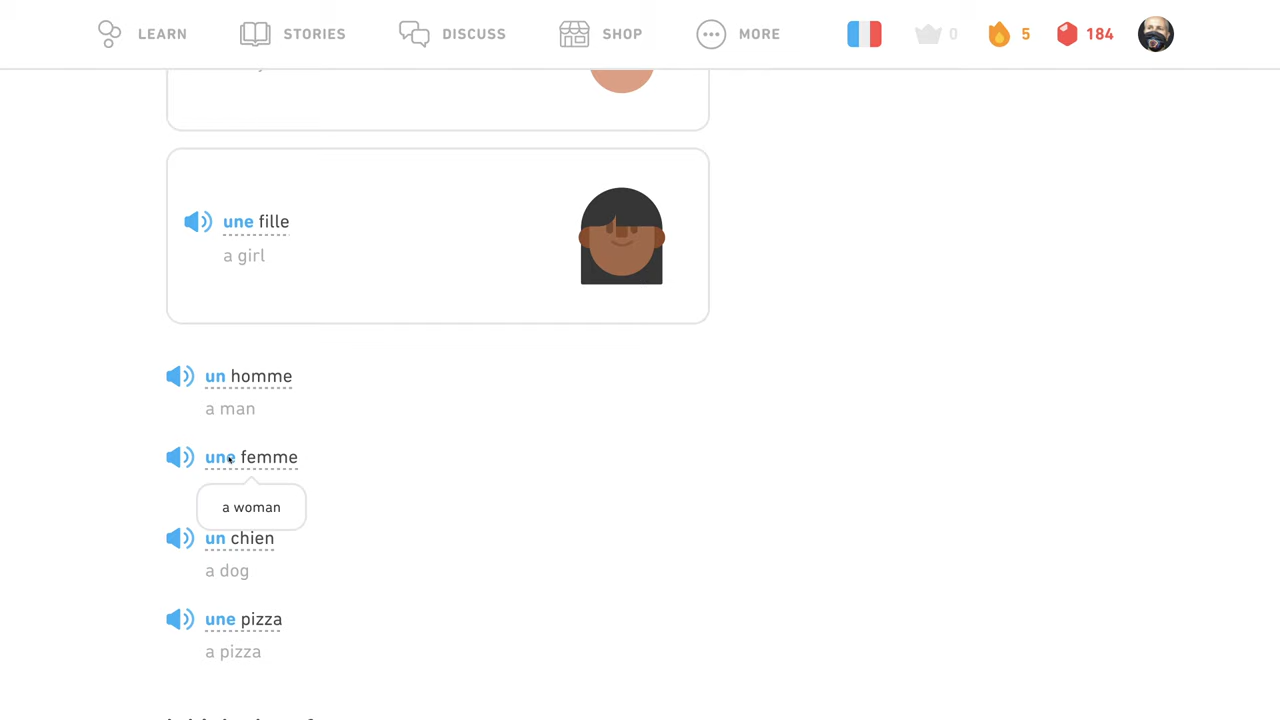 LEARN STORIES DISCUSS SHOP MORE 0 5 184
une fille
a girl
un homme
a man
une femme
a woman
un chien
a dog
une pizza
a pizza